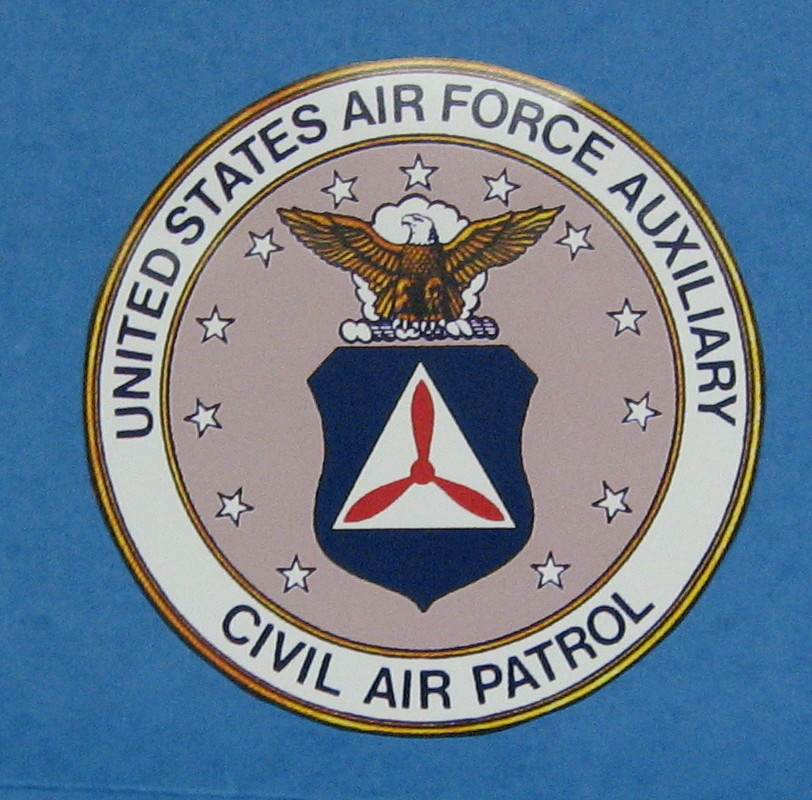 UNITED STATES AIR FORCE AUXILIARY
CIVIL AIR PATROL